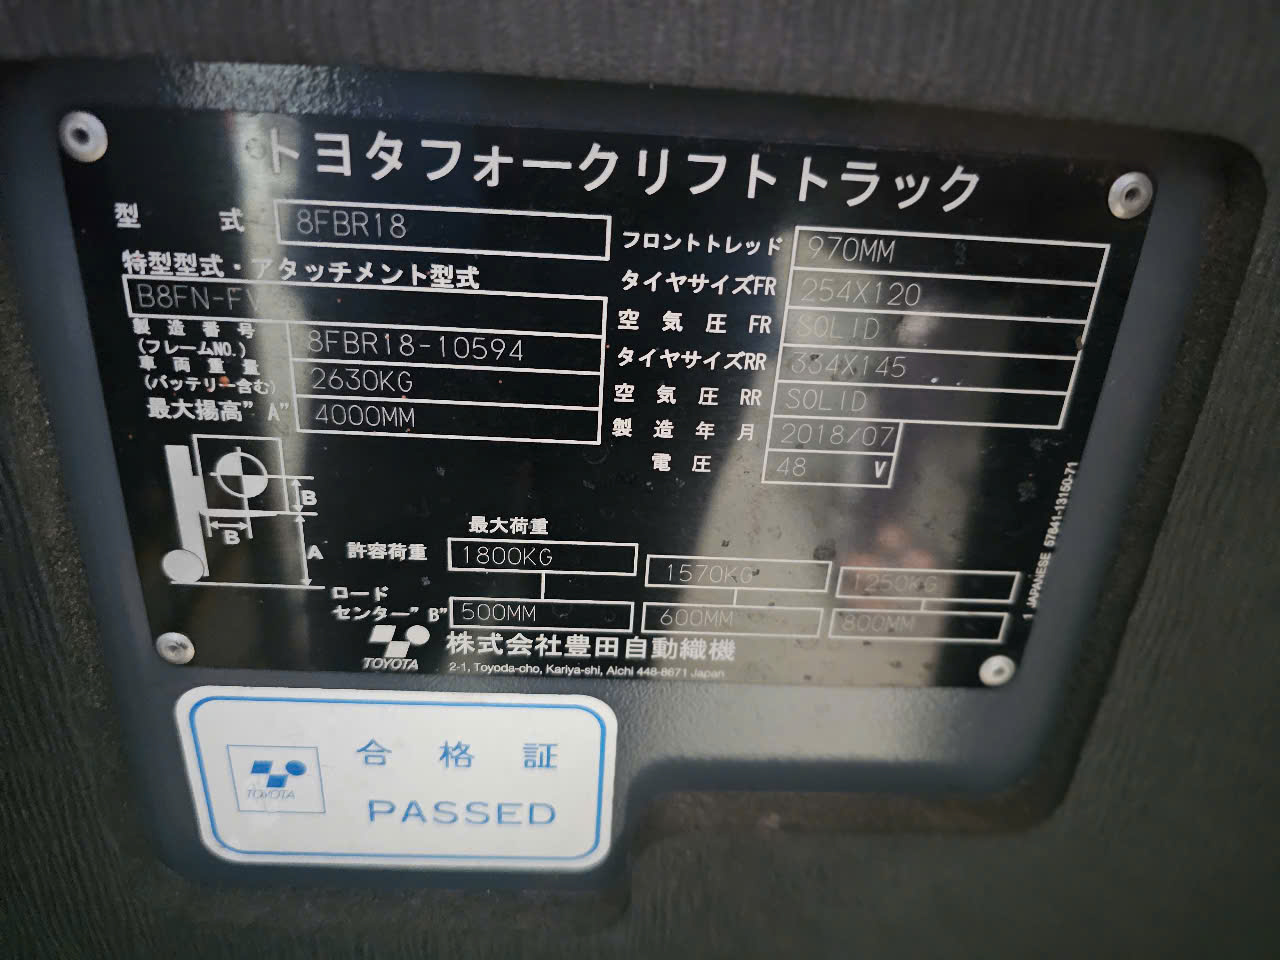 トヨタフォークリフトトラック
型式 8FBR18
特型型式・アタッチメント型式
B8FN-FV
製造番号 (フレームNO.) 8FBR18-10594
車両重量 (バッテリー含む) 2630KG
最大揚高"A" 4000MM
フロントトレッド 970MM
タイヤサイズFR 254X120
空気圧 FR SOLID
タイヤサイズRR 334X145
空気圧 RR SOLID
製造年月 2018/07
電圧 48 V
B
B
A
最大荷重
許容荷重 1800KG 1570KG 1250KG
ロード
センター"B" 500MM 600MM 800MM
TOYOTA
株式会社豊田自動織機
2-1, Toyoda-cho, Kariya-shi, Aichi 448-8671 Japan
1 JAPANESE 57841-13150-71
TOYOTA
合格証
PASSED